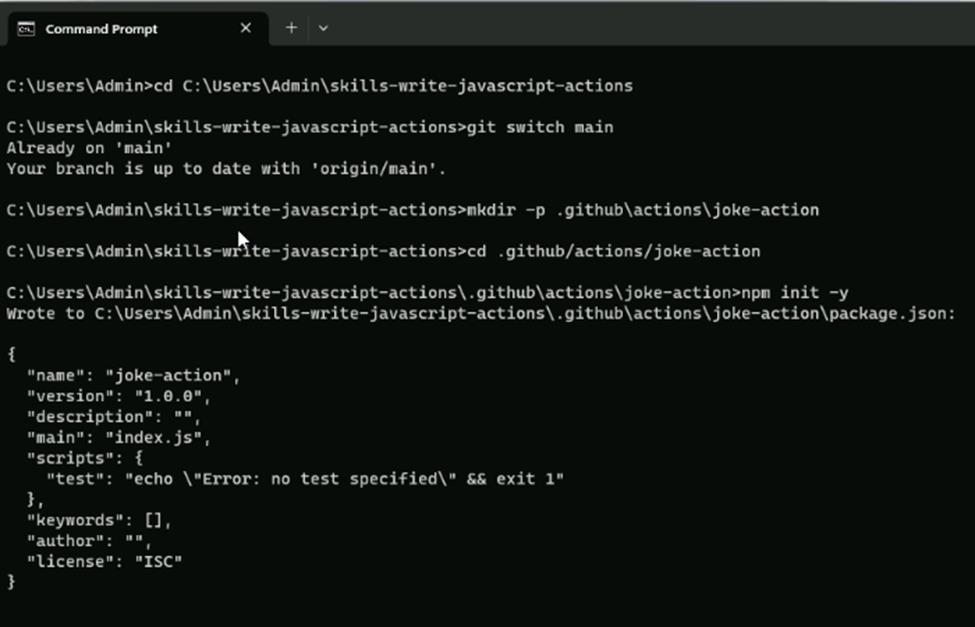 Command Prompt
C:\Users\Admin>cd C:\Users\Admin\skills-write-javascript-actions
C:\Users\Admin\skills-write-javascript-actions>git switch main
Already on 'main'
Your branch is up to date with 'origin/main'.
C:\Users\Admin\skills-write-javascript-actions>mkdir -p .github\actions\joke-action
C:\Users\Admin\skills-write-javascript-actions>cd .github/actions/joke-action
C:\Users\Admin\skills-write-javascript-actions\.github\actions\joke-action>npm init -y
Wrote to C:\Users\Admin\skills-write-javascript-actions\.github\actions\joke-action\package.json:
{
  "name": "joke-action",
  "version": "1.0.0",
  "description": "",
  "main": "index.js",
  "scripts": {
    "test": "echo \"Error: no test specified\" && exit 1"
  },
  "keywords": [],
  "author": "",
  "license": "ISC"
}